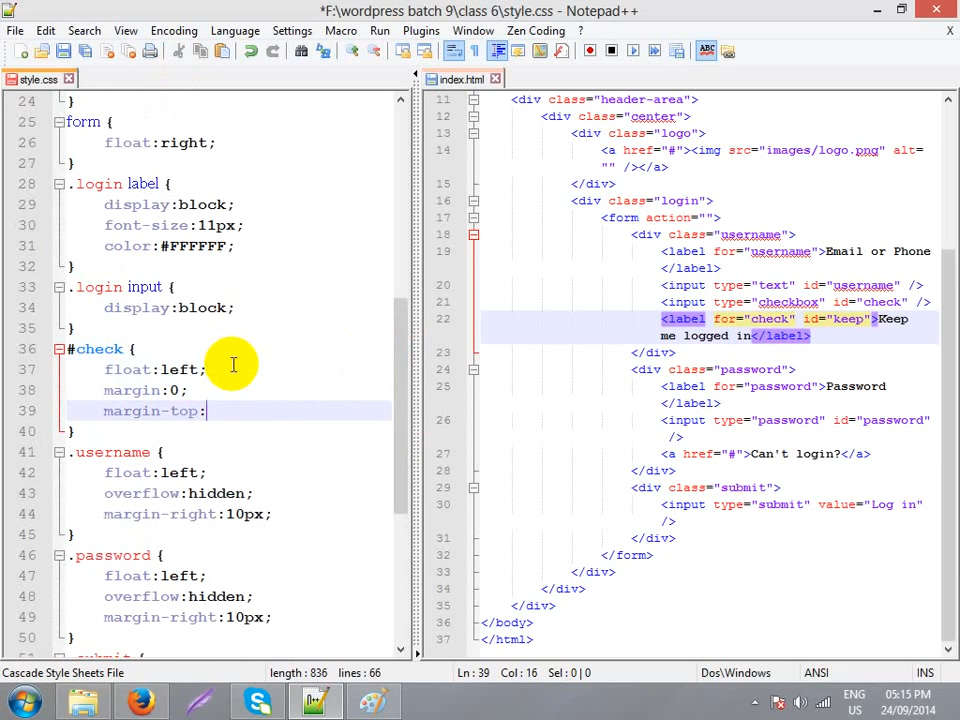 *F:\wordpress batch 9\class 6\style.css - Notepad++
File Edit Search View Encoding Language Settings Macro Run Plugins Window Zen Coding ? X
style.css
24 }
25 form {
26 float:right;
27 }
28 .login label {
29 display:block;
30 font-size:11px;
31 color:#FFFFFF;
32 }
33 .login input {
34 display:block;
35 }
36 #check {
37 float:left;
38 margin:0;
39 margin-top:
40 }
41 .username {
42 float:left;
43 overflow:hidden;
44 margin-right:10px;
45 }
46 .password {
47 float:left;
48 overflow:hidden;
49 margin-right:10px;
50 }
51 .submit {
index.html
11 <div class="header-area">
12 <div class="center">
13 <div class="logo">
14 <a href="#"><img src="images/logo.png" alt=
"" /></a>
15 </div>
16 <div class="login">
17 <form action="">
18 <div class="username">
19 <label for="username">Email or Phone
</label>
20 <input type="text" id="username" />
21 <input type="checkbox" id="check" />
22 <label for="check" id="keep">Keep
me logged in</label>
23 </div>
24 <div class="password">
25 <label for="password">Password
</label>
26 <input type="password" id="password"
/>
27 <a href="#">Can't login?</a>
28 </div>
29 <div class="submit">
30 <input type="submit" value="Log in"
/>
31 </div>
32 </form>
33 </div>
34 </div>
35 </div>
36 </body>
37 </html>
Cascade Style Sheets File length : 836 lines : 66 Ln : 39 Col : 16 Sel : 0 | 0 Dos\Windows ANSI INS
ENG
US
05:15 PM
24/09/2014